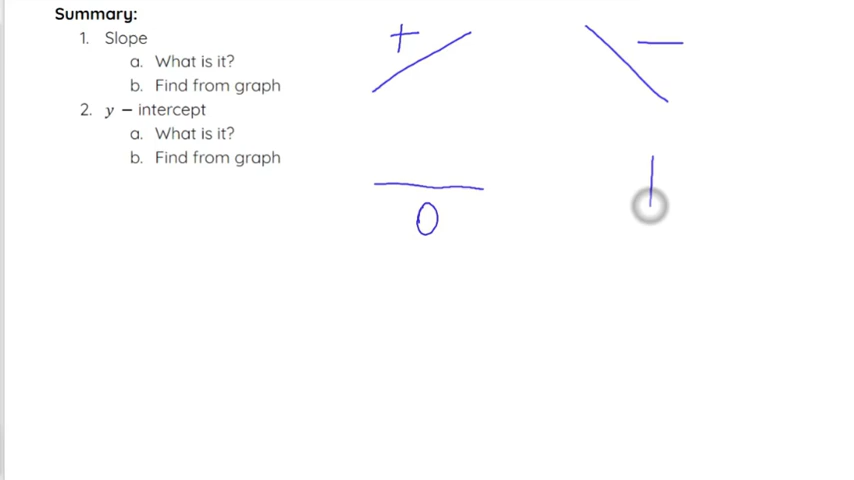 Summary:
1. Slope
a. What is it?
b. Find from graph
2. y – intercept
a. What is it?
b. Find from graph
+
–
0